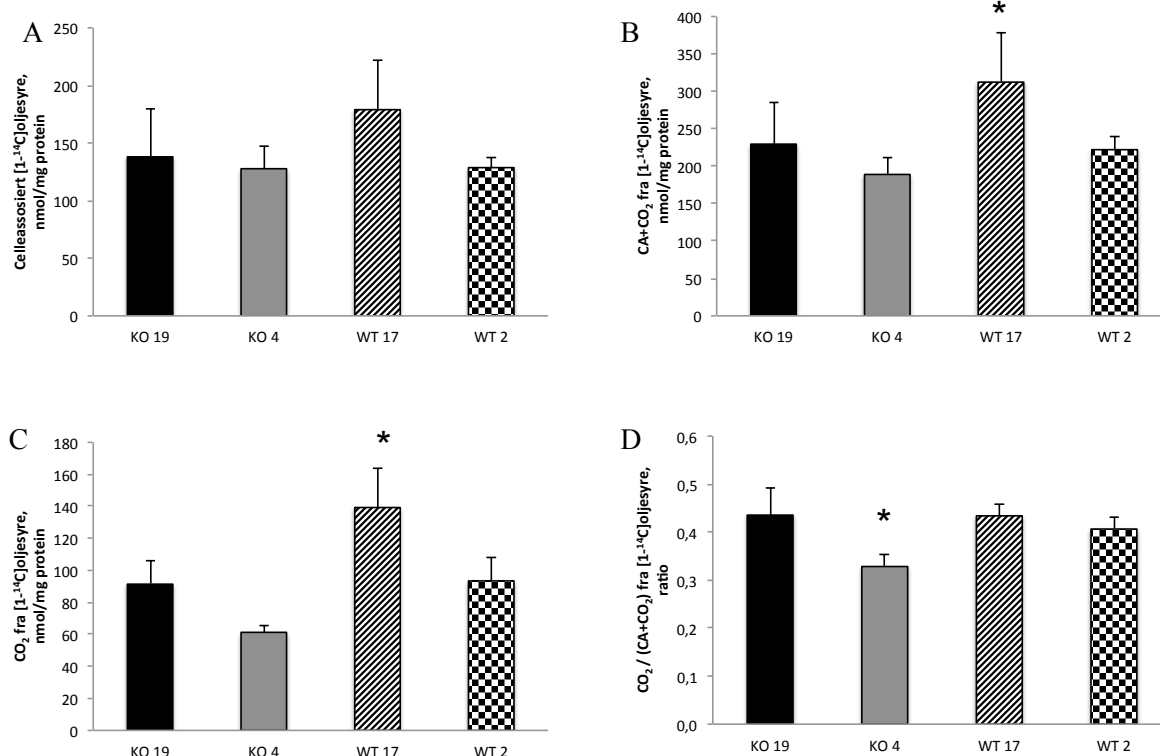 A
Celleassosiert [1-¹⁴C]oljesyre,
nmol/mg protein
250
200
150
100
50
0
KO 19 KO 4 WT 17 WT 2
B
CA+CO₂ fra [1-¹⁴C]oljesyre,
nmol/mg protein
400
350
300
250
200
150
100
50
0
*
KO 19 KO 4 WT 17 WT 2
C
CO₂ fra [1-¹⁴C]oljesyre,
nmol/mg protein
180
160
140
120
100
80
60
40
20
0
*
KO 19 KO 4 WT 17 WT 2
D
CO₂ / (CA+CO₂) fra [1-¹⁴C]oljesyre,
ratio
0,6
0,5
0,4
0,3
0,2
0,1
0,0
*
KO 19 KO 4 WT 17 WT 2